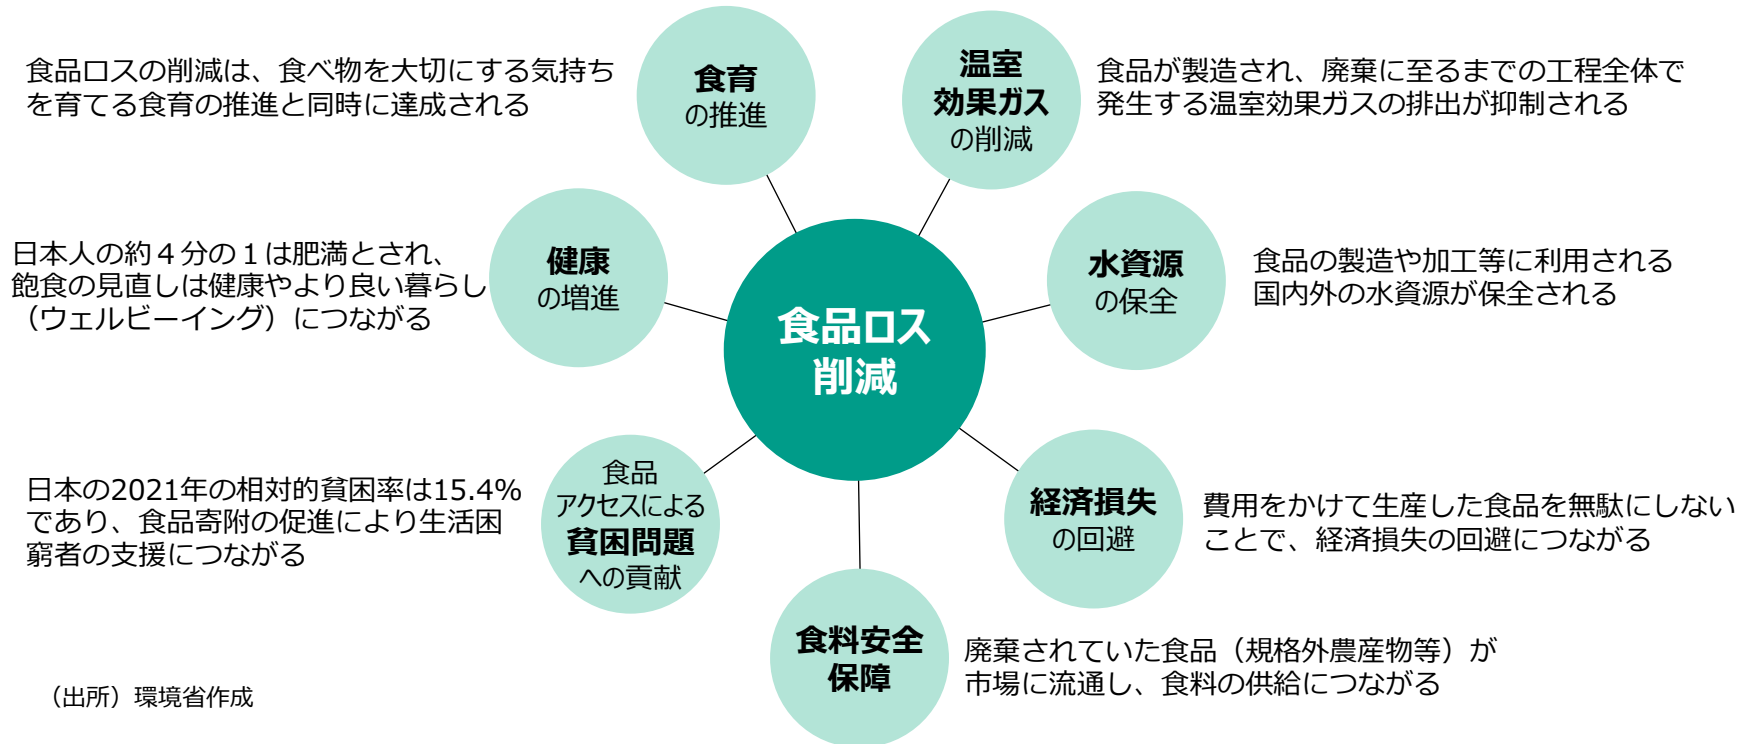 食品ロスの削減は、食べ物を大切にする気持ち
を育てる食育の推進と同時に達成される
食育
の推進
温室
効果ガス
の削減
食品が製造され、廃棄に至るまでの工程全体で
発生する温室効果ガスの排出が抑制される
日本人の約４分の１は肥満とされ、
飽食の見直しは健康やより良い暮らし
（ウェルビーイング）につながる
健康
の増進
水資源
の保全
食品の製造や加工等に利用される
国内外の水資源が保全される
食品ロス
削減
日本の2021年の相対的貧困率は15.4%
であり、食品寄附の促進により生活困
窮者の支援につながる
食品
アクセスによる
貧困問題
への貢献
経済損失
の回避
費用をかけて生産した食品を無駄にしない
ことで、経済損失の回避につながる
食料安全
保障
廃棄されていた食品（規格外農産物等）が
市場に流通し、食料の供給につながる
（出所）環境省作成